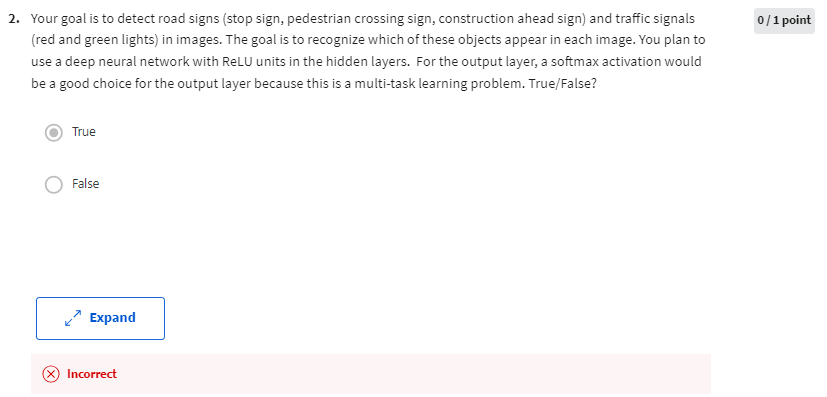 2. Your goal is to detect road signs (stop sign, pedestrian crossing sign, construction ahead sign) and traffic signals
0 / 1 point
(red and green lights) in images. The goal is to recognize which of these objects appear in each image. You plan to
use a deep neural network with ReLU units in the hidden layers. For the output layer, a softmax activation would
be a good choice for the output layer because this is a multi-task learning problem. True/False?
True
False
Expand
Incorrect